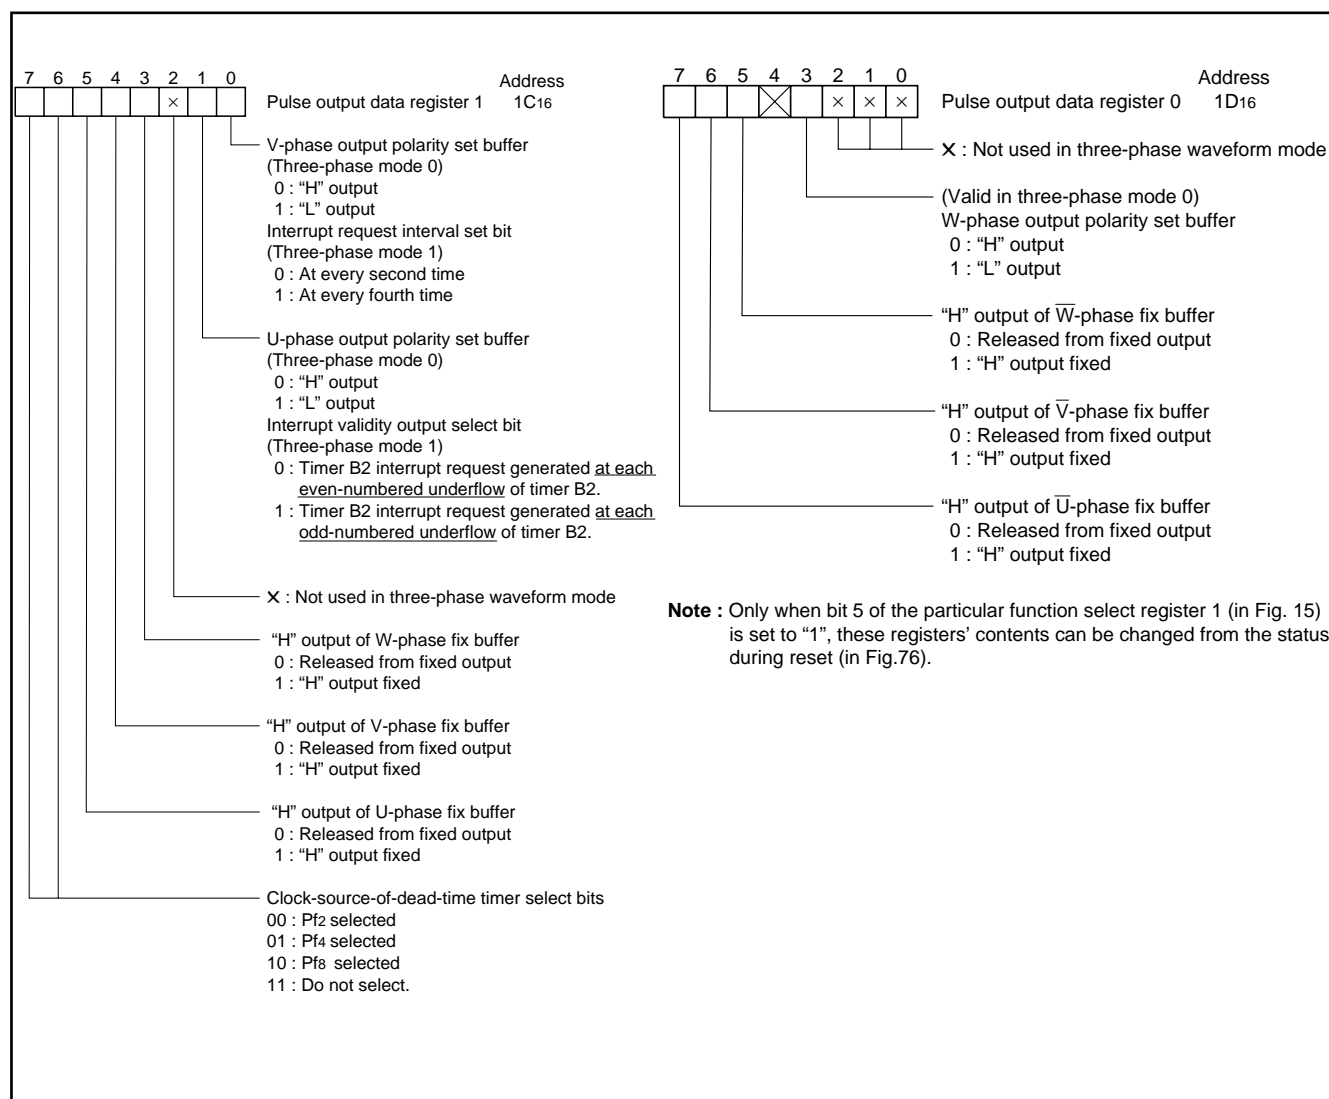 7 6 5 4 3 2 1 0
Address
×
Pulse output data register 1 1C16
V-phase output polarity set buffer
(Three-phase mode 0)
0 : “H” output
1 : “L” output
Interrupt request interval set bit
(Three-phase mode 1)
0 : At every second time
1 : At every fourth time
U-phase output polarity set buffer
(Three-phase mode 0)
0 : “H” output
1 : “L” output
Interrupt validity output select bit
(Three-phase mode 1)
0 : Timer B2 interrupt request generated at each
even-numbered underflow of timer B2.
1 : Timer B2 interrupt request generated at each
odd-numbered underflow of timer B2.
✕ : Not used in three-phase waveform mode
“H” output of W-phase fix buffer
0 : Released from fixed output
1 : “H” output fixed
“H” output of V-phase fix buffer
0 : Released from fixed output
1 : “H” output fixed
“H” output of U-phase fix buffer
0 : Released from fixed output
1 : “H” output fixed
Clock-source-of-dead-time timer select bits
00 : Pf2 selected
01 : Pf4 selected
10 : Pf8 selected
11 : Do not select.
7 6 5 4 3 2 1 0
Address
× × ×
Pulse output data register 0 1D16
✕ : Not used in three-phase waveform mode
(Valid in three-phase mode 0)
W-phase output polarity set buffer
0 : “H” output
1 : “L” output
“H” output of W̅-phase fix buffer
0 : Released from fixed output
1 : “H” output fixed
“H” output of V̅-phase fix buffer
0 : Released from fixed output
1 : “H” output fixed
“H” output of U̅-phase fix buffer
0 : Released from fixed output
1 : “H” output fixed
Note : Only when bit 5 of the particular function select register 1 (in Fig. 15)
is set to “1”, these registers’ contents can be changed from the status
during reset (in Fig.76).